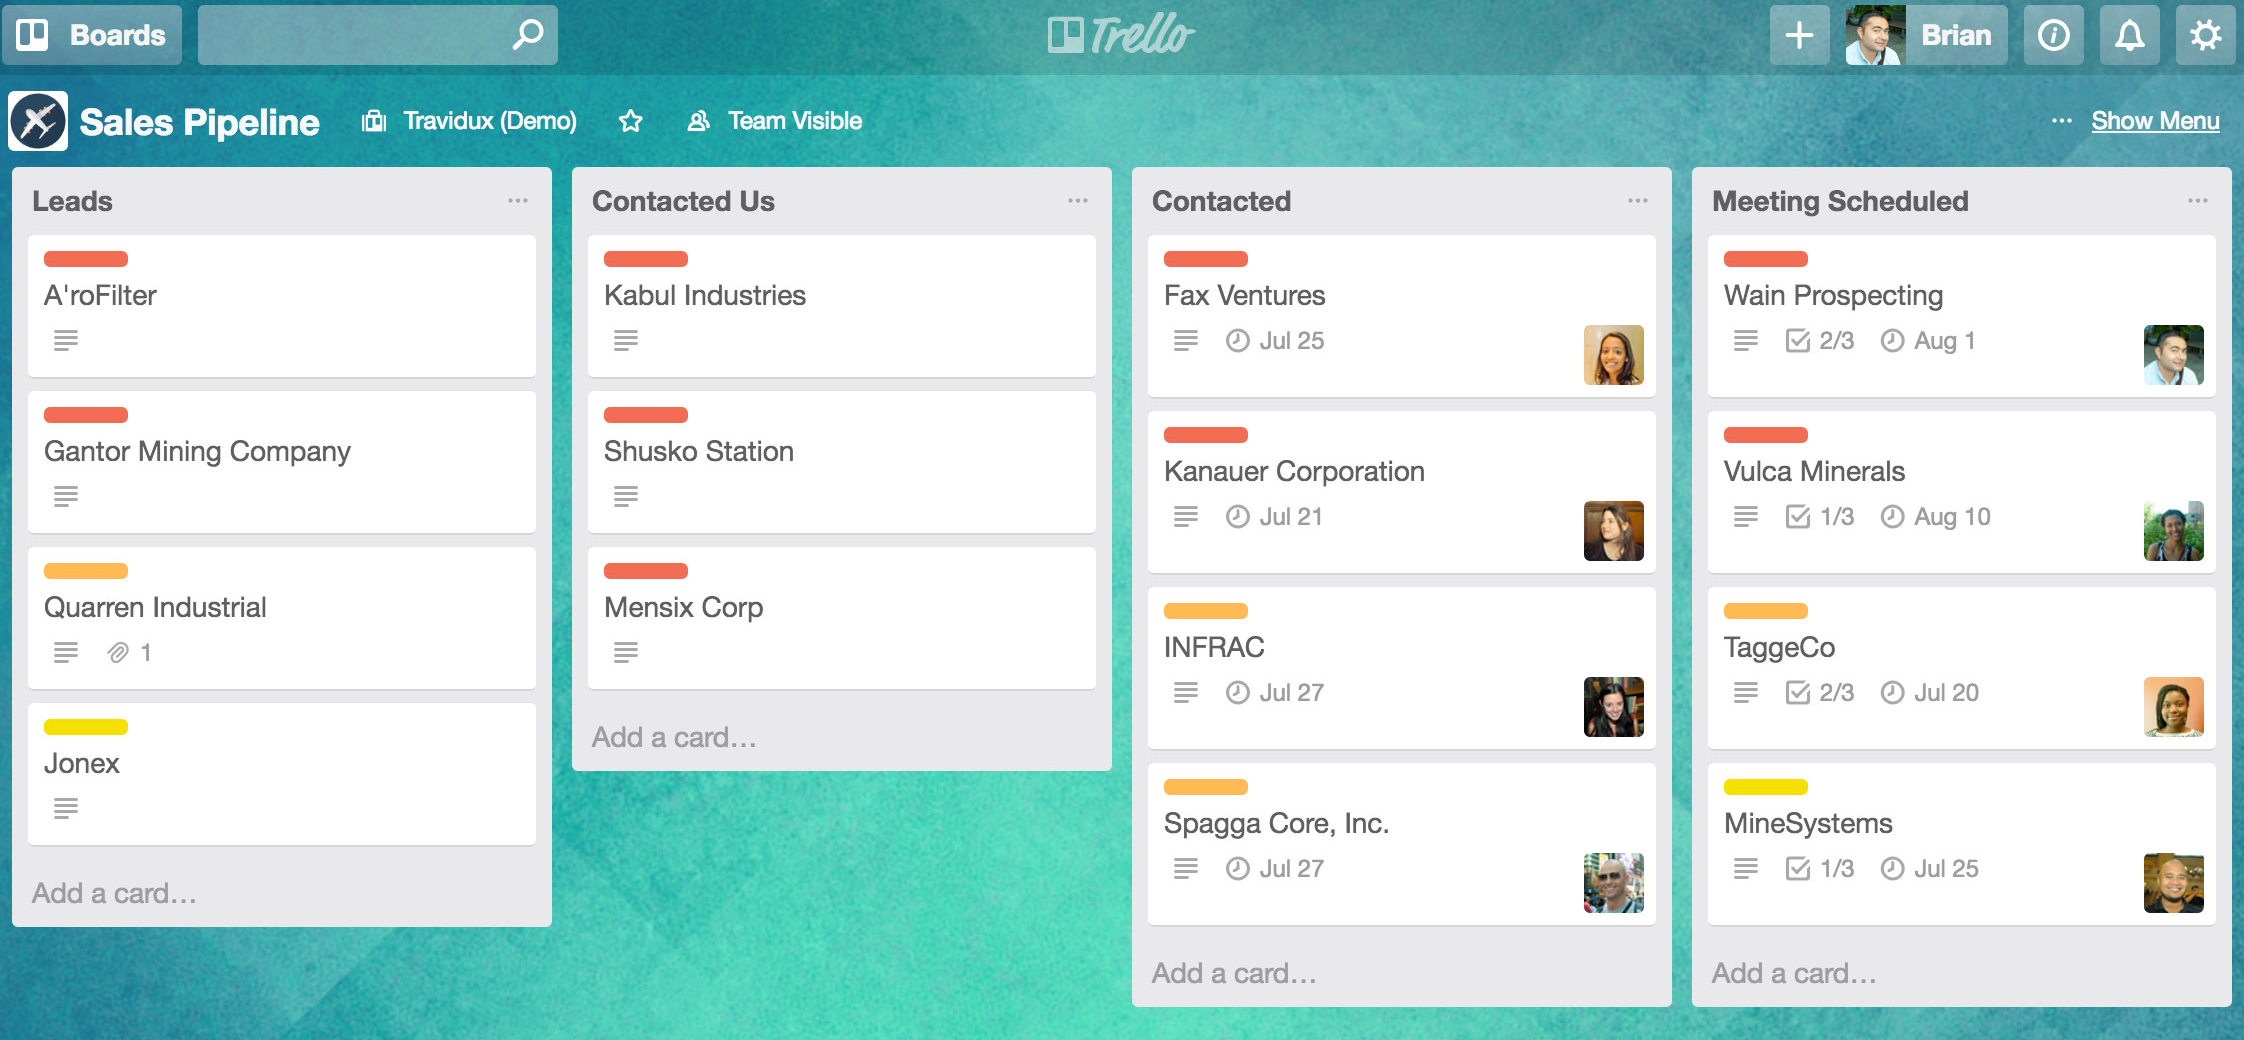 Boards
Trello
Brian
Sales Pipeline
Travidux (Demo)
Team Visible
... Show Menu
Leads ...
A'roFilter
Gantor Mining Company
Quarren Industrial
1
Jonex
Add a card...
Contacted Us ...
Kabul Industries
Shusko Station
Mensix Corp
Add a card...
Contacted ...
Fax Ventures
Jul 25
Kanauer Corporation
Jul 21
INFRAC
Jul 27
Spagga Core, Inc.
Jul 27
Add a card...
Meeting Scheduled ...
Wain Prospecting
2/3 Aug 1
Vulca Minerals
1/3 Aug 10
TaggeCo
2/3 Jul 20
MineSystems
1/3 Jul 25
Add a card...